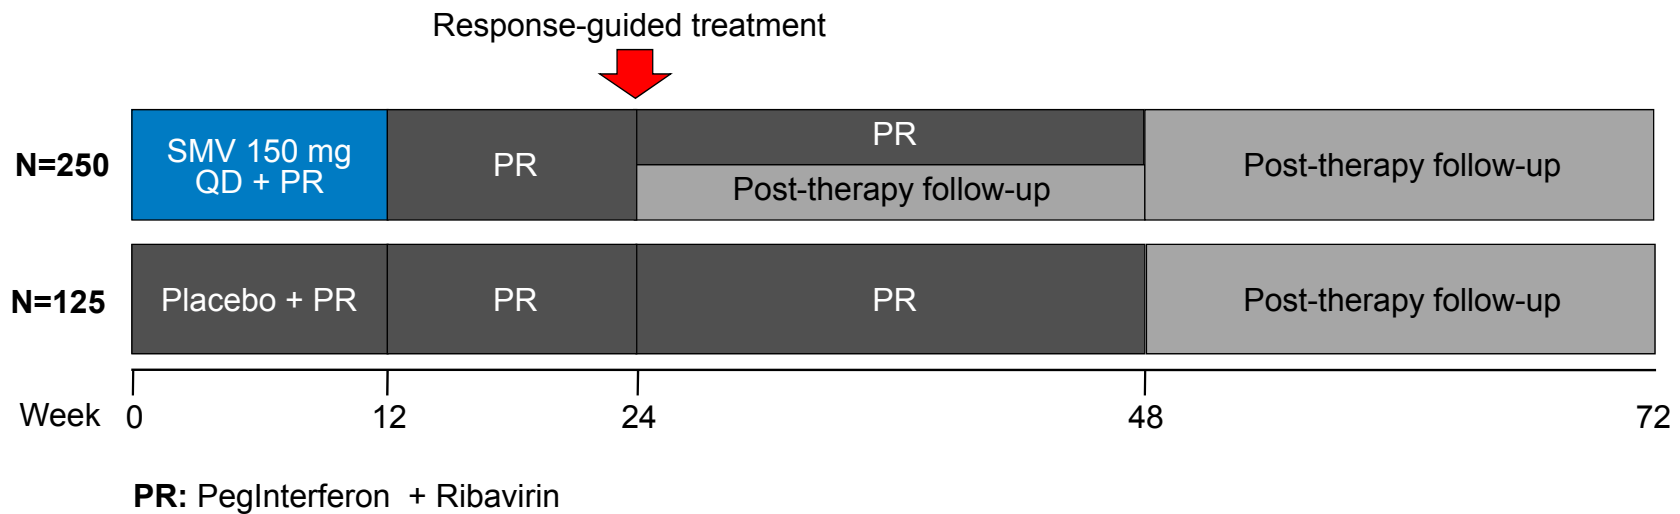 Response-guided treatment
N=250
SMV 150 mg
QD + PR
PR
PR
Post-therapy follow-up
Post-therapy follow-up
N=125
Placebo + PR
PR
PR
Post-therapy follow-up
Week 0 12 24 48 72
PR: PegInterferon + Ribavirin